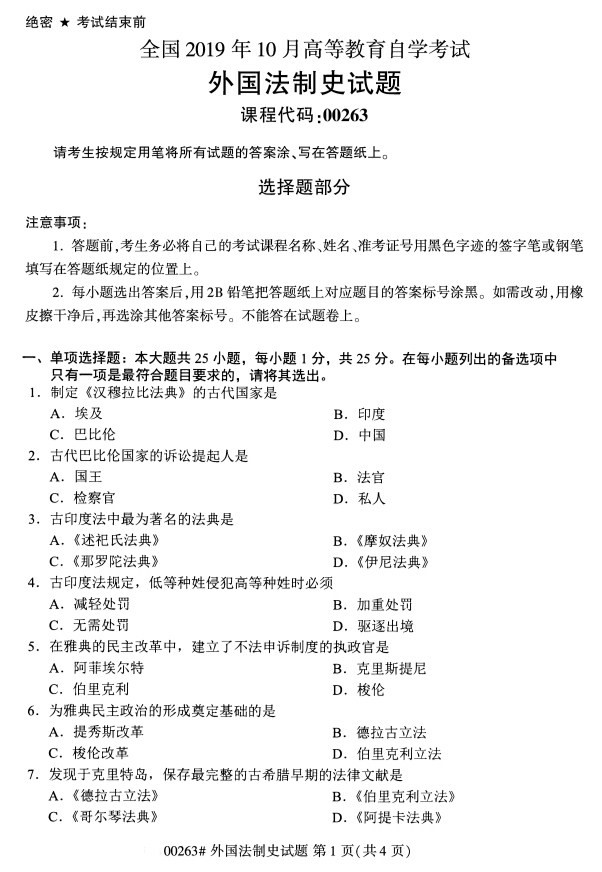 绝密 ★ 考试结束前
全国 2019 年 10 月高等教育自学考试
外国法制史试题
课程代码:00263
请考生按规定用笔将所有试题的答案涂、写在答题纸上。
选择题部分
注意事项:
1. 答题前,考生务必将自己的考试课程名称、姓名、准考证号用黑色字迹的签字笔或钢笔
填写在答题纸规定的位置上。
2. 每小题选出答案后,用 2B 铅笔把答题纸上对应题目的答案标号涂黑。如需改动,用橡
皮擦干净后,再选涂其他答案标号。不能答在试题卷上。
一、单项选择题：本大题共 25 小题，每小题 1 分，共 25 分。在每小题列出的备选项中
只有一项是最符合题目要求的，请将其选出。
1．制定《汉穆拉比法典》的古代国家是
A．埃及 B．印度
C．巴比伦 D．中国
2．古代巴比伦国家的诉讼提起人是
A．国王 B．法官
C．检察官 D．私人
3．古印度法中最为著名的法典是
A．《述祀氏法典》 B．《摩奴法典》
C．《那罗陀法典》 D．《伊尼法典》
4．古印度法规定，低等种姓侵犯高等种姓时必须
A．减轻处罚 B．加重处罚
C．无需处罚 D．驱逐出境
5．在雅典的民主改革中，建立了不法申诉制度的执政官是
A．阿菲埃尔特 B．克里斯提尼
C．伯里克利 D．梭伦
6．为雅典民主政治的形成奠定基础的是
A．提秀斯改革 B．德拉古立法
C．梭伦改革 D．伯里克利立法
7．发现于克里特岛，保存最完整的古希腊早期的法律文献是
A．《德拉古立法》 B．《伯里克利立法》
C．《哥尔琴法典》 D．《阿提卡法典》
00263# 外国法制史试题 第 1 页(共 4 页)